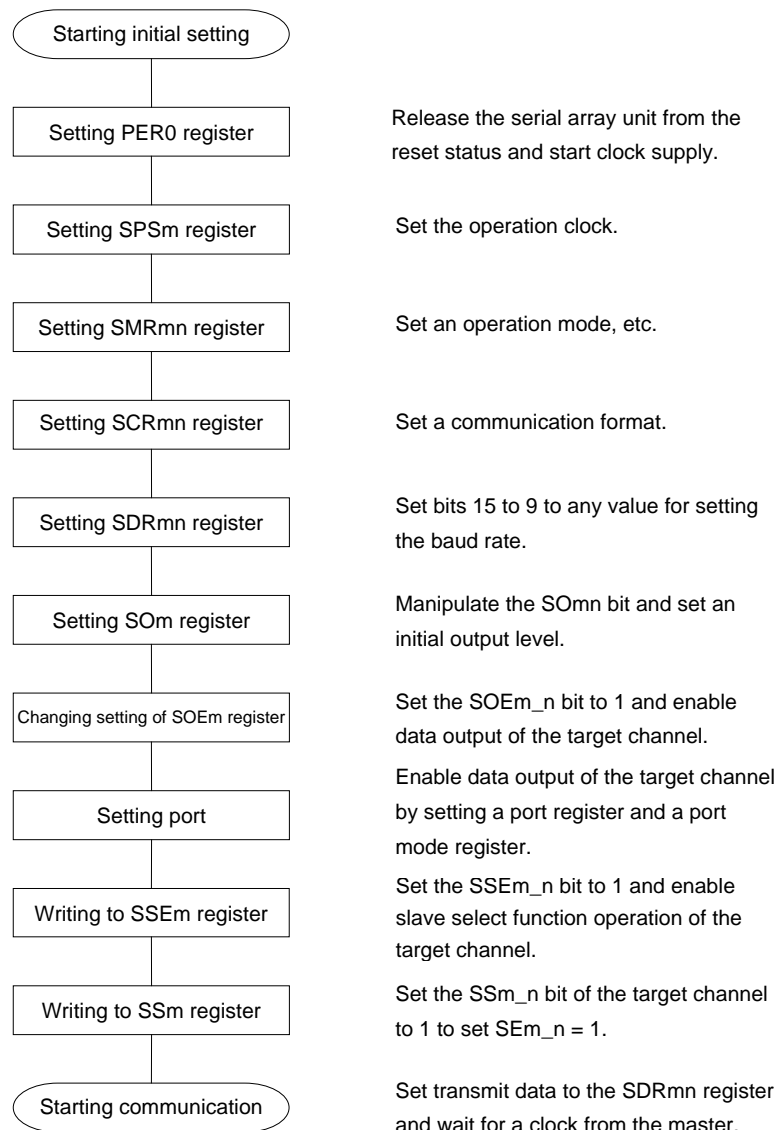 Starting initial setting
Setting PER0 register
Release the serial array unit from the
reset status and start clock supply.
Setting SPSm register
Set the operation clock.
Setting SMRmn register
Set an operation mode, etc.
Setting SCRmn register
Set a communication format.
Setting SDRmn register
Set bits 15 to 9 to any value for setting
the baud rate.
Setting SOm register
Manipulate the SOmn bit and set an
initial output level.
Changing setting of SOEm register
Set the SOEm_n bit to 1 and enable
data output of the target channel.
Setting port
Enable data output of the target channel
by setting a port register and a port
mode register.
Writing to SSEm register
Set the SSEm_n bit to 1 and enable
slave select function operation of the
target channel.
Writing to SSm register
Set the SSm_n bit of the target channel
to 1 to set SEm_n = 1.
Starting communication
Set transmit data to the SDRmn register
and wait for a clock from the master.